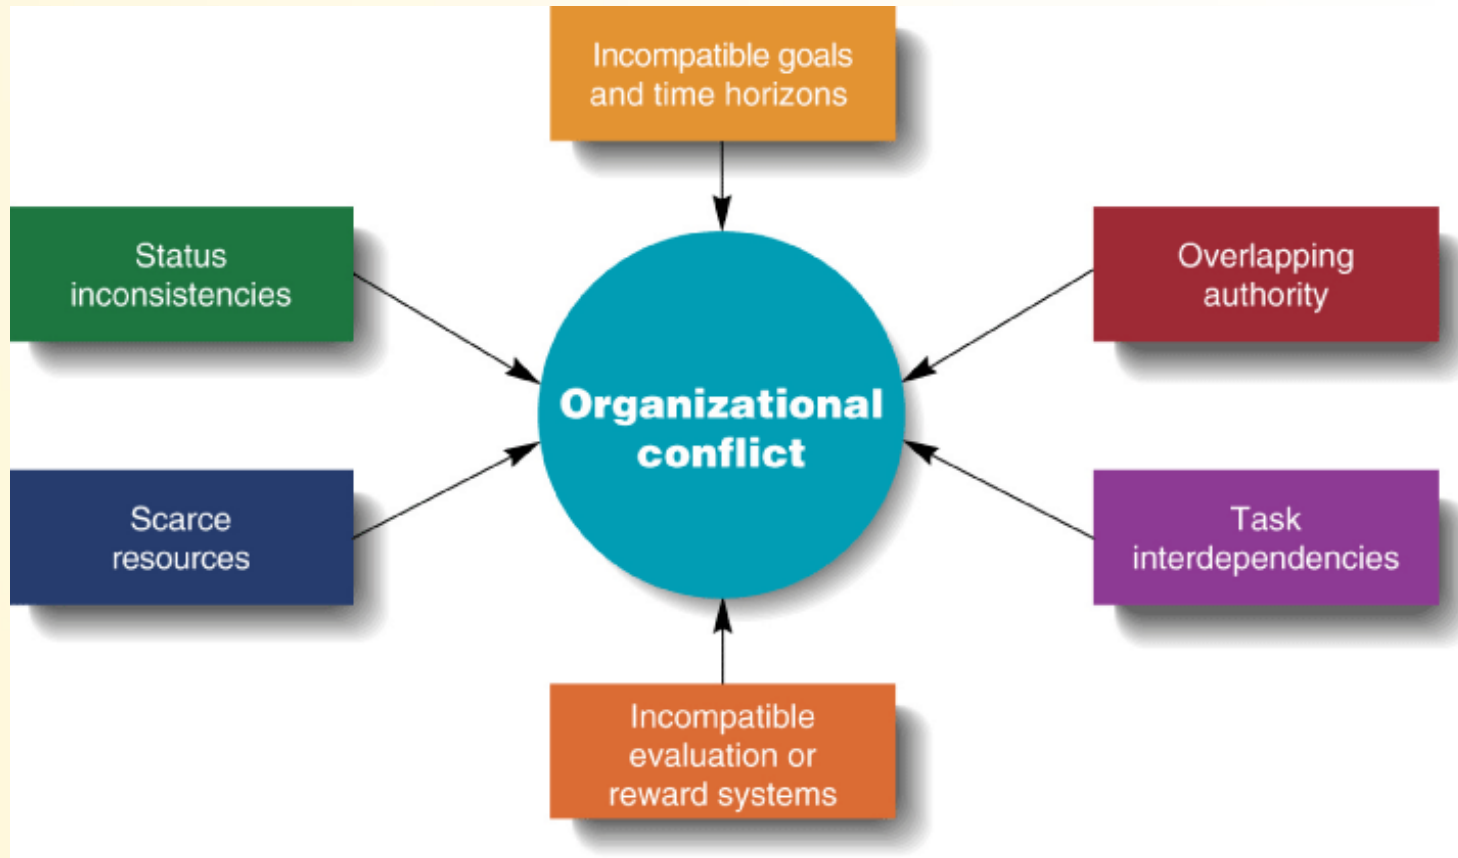 Incompatible goals
and time horizons
Status
inconsistencies
Overlapping
authority
Organizational
conflict
Scarce
resources
Task
interdependencies
Incompatible
evaluation or
reward systems